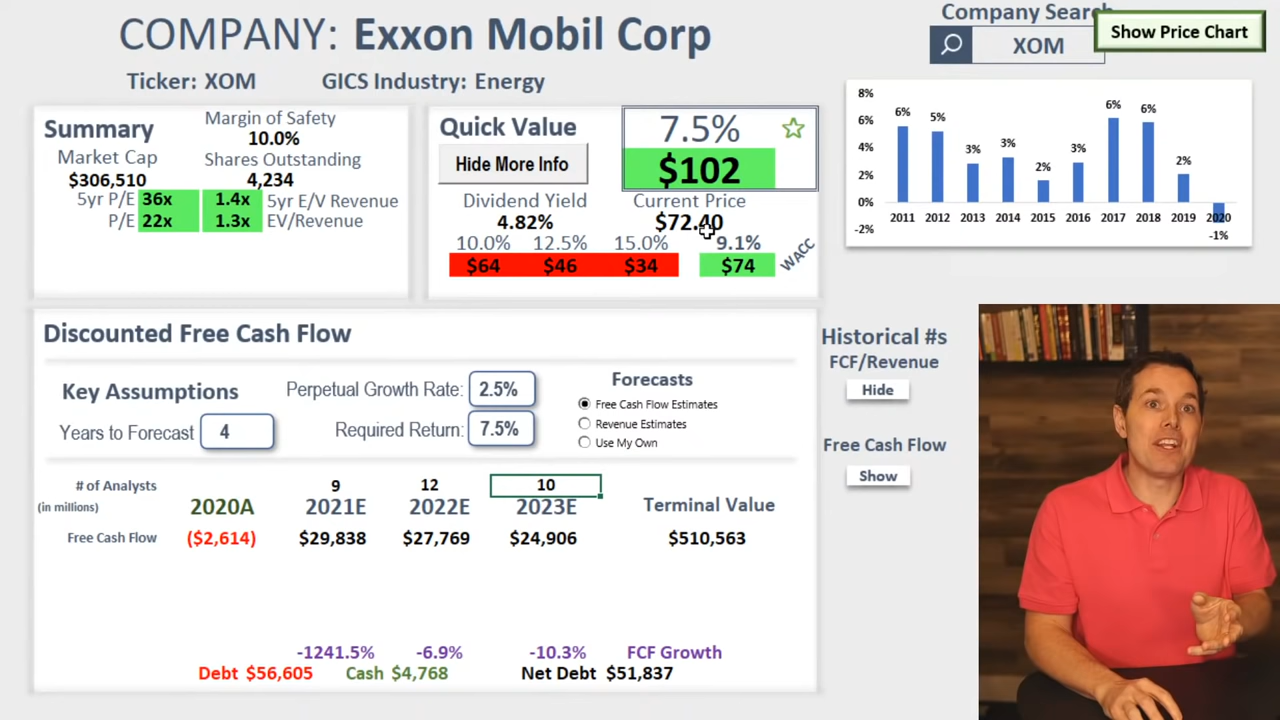 COMPANY: Exxon Mobil Corp
Ticker: XOM GICS Industry: Energy
Company Search
XOM
Show Price Chart
Summary
Margin of Safety
10.0%
Market Cap
$306,510
Shares Outstanding
4,234
5yr P/E 36x 1.4x 5yr E/V Revenue
P/E 22x 1.3x EV/Revenue
Quick Value
Hide More Info
7.5%
$102
Dividend Yield
4.82%
Current Price
$72.40
10.0% 12.5% 15.0% 9.1%
$64 $46 $34 $74
WACC
8%
6%
4%
2%
0%
-2%
6% 5% 3% 3% 2% 3% 6% 6% 2% -1%
2011 2012 2013 2014 2015 2016 2017 2018 2019 2020
Discounted Free Cash Flow
Key Assumptions
Years to Forecast 4
Perpetual Growth Rate: 2.5%
Required Return: 7.5%
Forecasts
Free Cash Flow Estimates
Revenue Estimates
Use My Own
Historical #s
FCF/Revenue
Hide
Free Cash Flow
Show
# of Analysts 9 12 10
(in millions) 2020A 2021E 2022E 2023E Terminal Value
Free Cash Flow ($2,614) $29,838 $27,769 $24,906 $510,563
-1241.5% -6.9% -10.3% FCF Growth
Debt $56,605 Cash $4,768 Net Debt $51,837